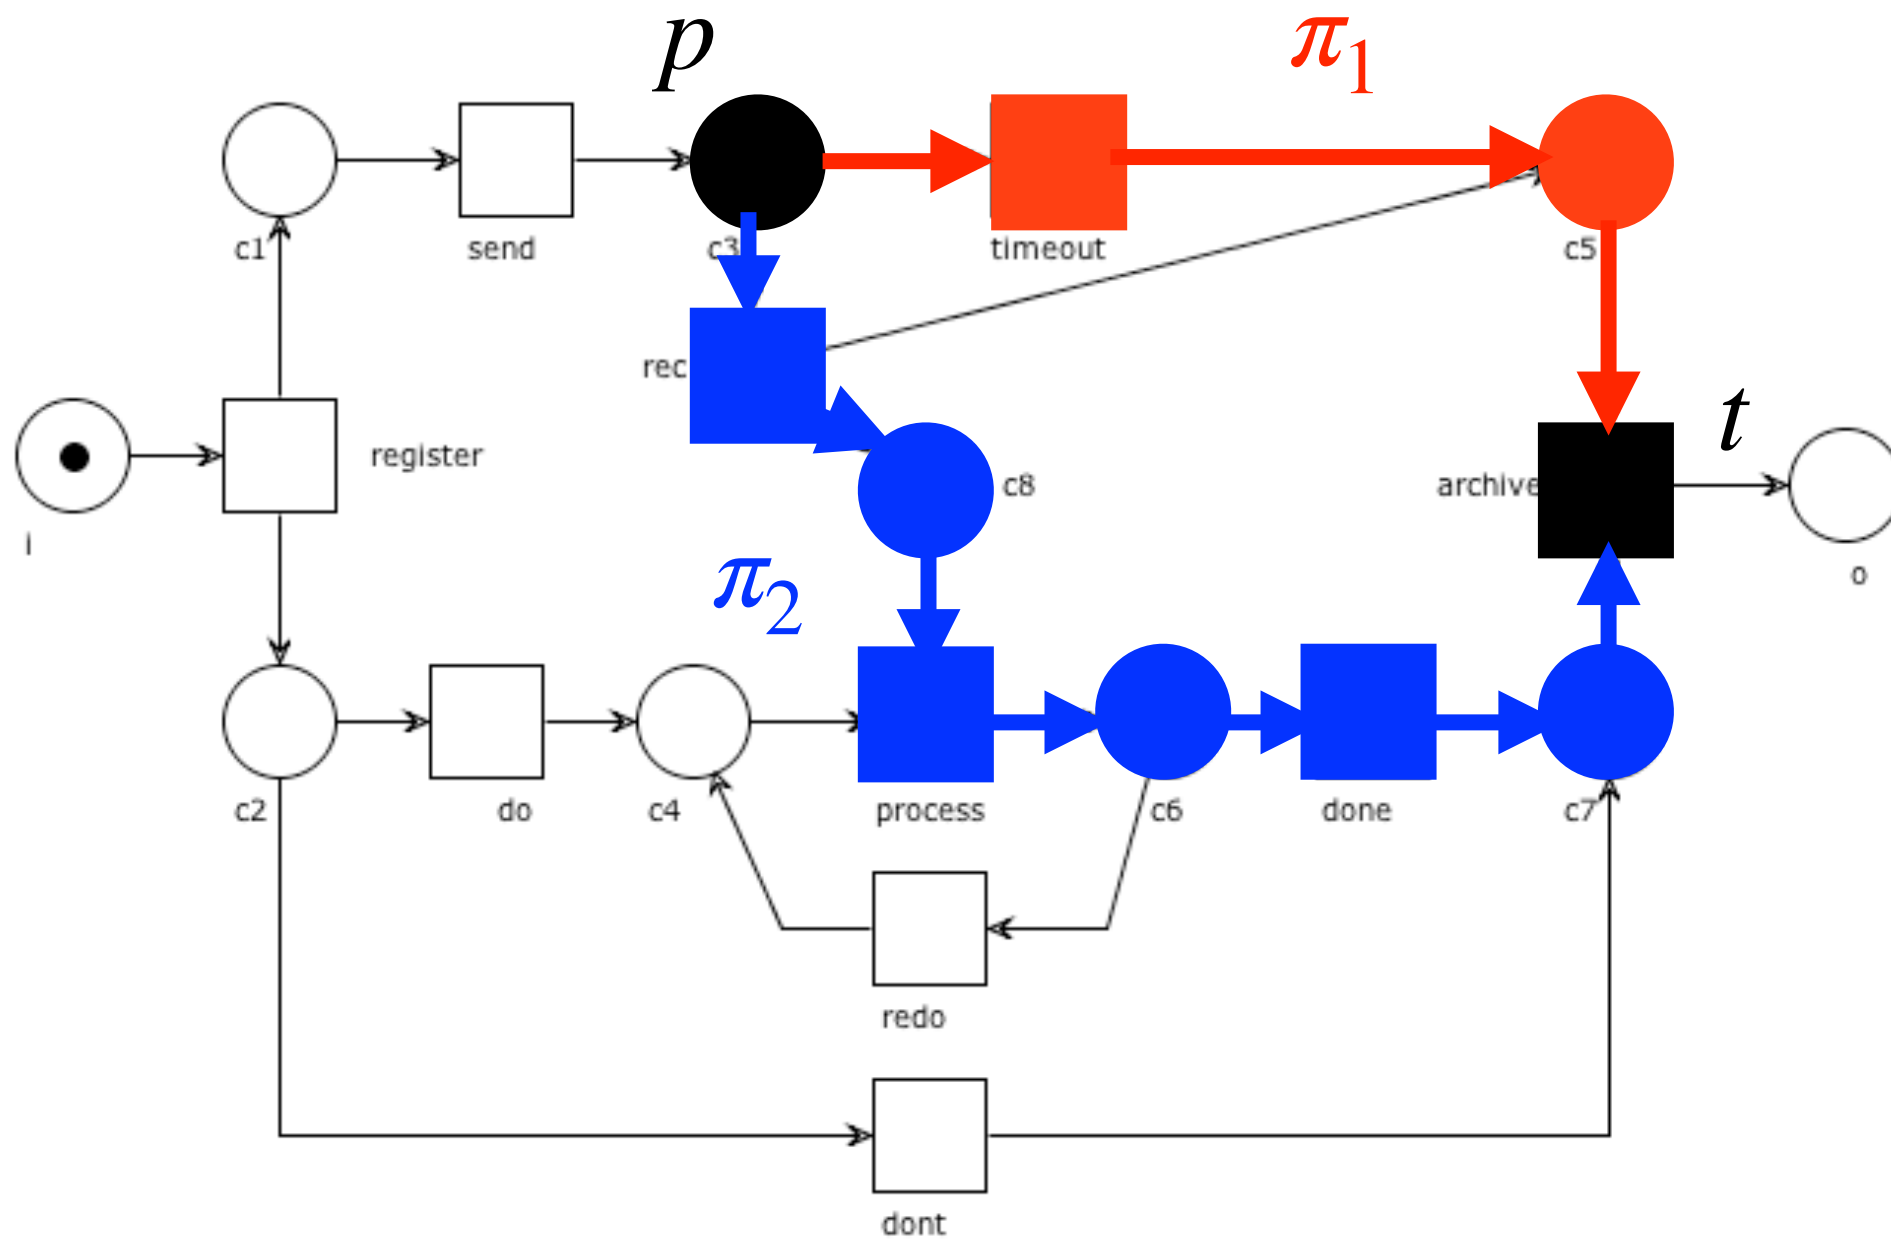 p
π1
c1
send
c3
timeout
c5
rec
t
register
c8
archive
i
o
π2
c2
do
c4
process
c6
done
c7
redo
dont